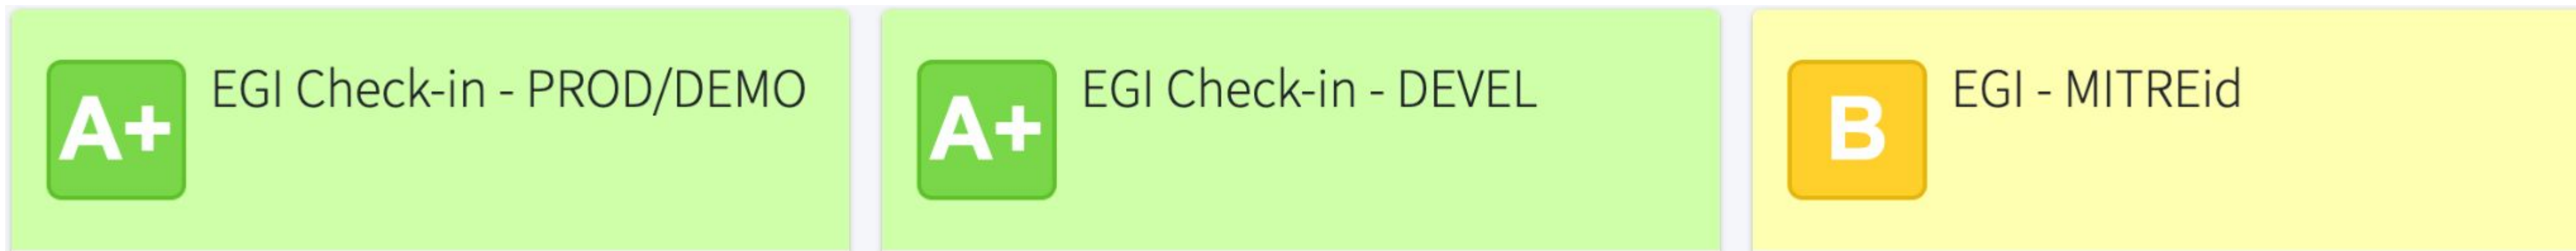 A+ EGI Check-in - PROD/DEMO
A+ EGI Check-in - DEVEL
B EGI - MITREid